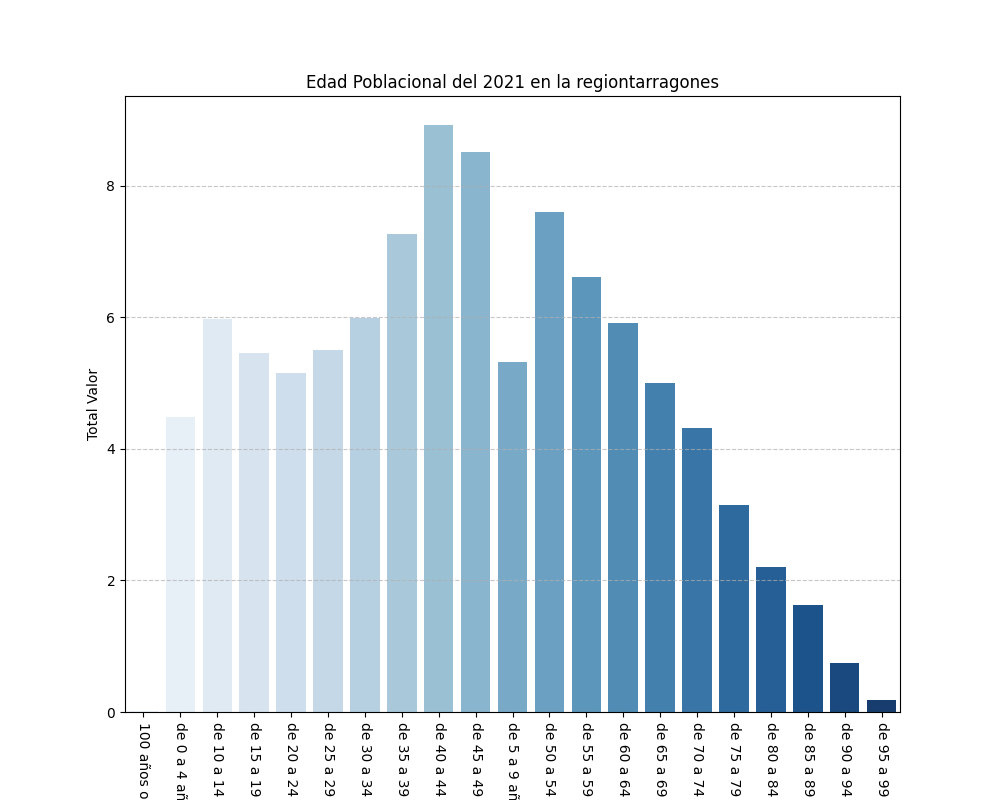 Edad Poblacional del 2021 en la regiontarragones
Total Valor
8
6
4
2
0
100 años o
de 0 a 4 añ
de 10 a 14
de 15 a 19
de 20 a 24
de 25 a 29
de 30 a 34
de 35 a 39
de 40 a 44
de 45 a 49
de 5 a 9 añ
de 50 a 54
de 55 a 59
de 60 a 64
de 65 a 69
de 70 a 74
de 75 a 79
de 80 a 84
de 85 a 89
de 90 a 94
de 95 a 99